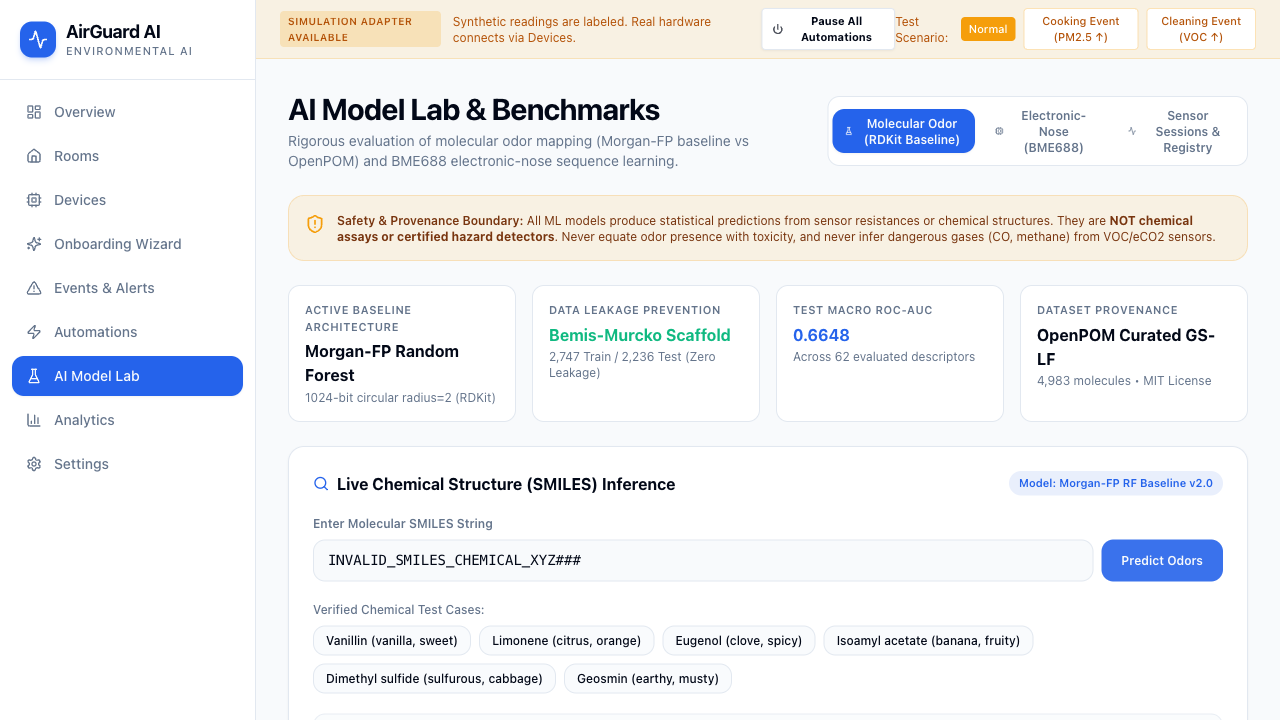 AirGuard AI
ENVIRONMENTAL AI
Overview
Rooms
Devices
Onboarding Wizard
Events & Alerts
Automations
AI Model Lab
Analytics
Settings
SIMULATION ADAPTER
AVAILABLE
Synthetic readings are labeled. Real hardware
connects via Devices.
Pause All
Automations
Test
Scenario:
Normal
Cooking Event
(PM2.5 ↑)
Cleaning Event
(VOC ↑)
AI Model Lab & Benchmarks
Rigorous evaluation of molecular odor mapping (Morgan-FP baseline vs
OpenPOM) and BME688 electronic-nose sequence learning.
Molecular Odor
(RDKit Baseline)
Electronic-
Nose
(BME688)
Sensor
Sessions &
Registry
Safety & Provenance Boundary: All ML models produce statistical predictions from sensor resistances or chemical structures. They are NOT chemical
assays or certified hazard detectors. Never equate odor presence with toxicity, and never infer dangerous gases (CO, methane) from VOC/eCO2 sensors.
ACTIVE BASELINE
ARCHITECTURE
Morgan-FP Random
Forest
1024-bit circular radius=2 (RDKit)
DATA LEAKAGE PREVENTION
Bemis-Murcko Scaffold
2,747 Train / 2,236 Test (Zero
Leakage)
TEST MACRO ROC-AUC
0.6648
Across 62 evaluated descriptors
DATASET PROVENANCE
OpenPOM Curated GS-
LF
4,983 molecules • MIT License
Live Chemical Structure (SMILES) Inference
Model: Morgan-FP RF Baseline v2.0
Enter Molecular SMILES String
INVALID_SMILES_CHEMICAL_XYZ###
Predict Odors
Verified Chemical Test Cases:
Vanillin (vanilla, sweet)
Limonene (citrus, orange)
Eugenol (clove, spicy)
Isoamyl acetate (banana, fruity)
Dimethyl sulfide (sulfurous, cabbage)
Geosmin (earthy, musty)